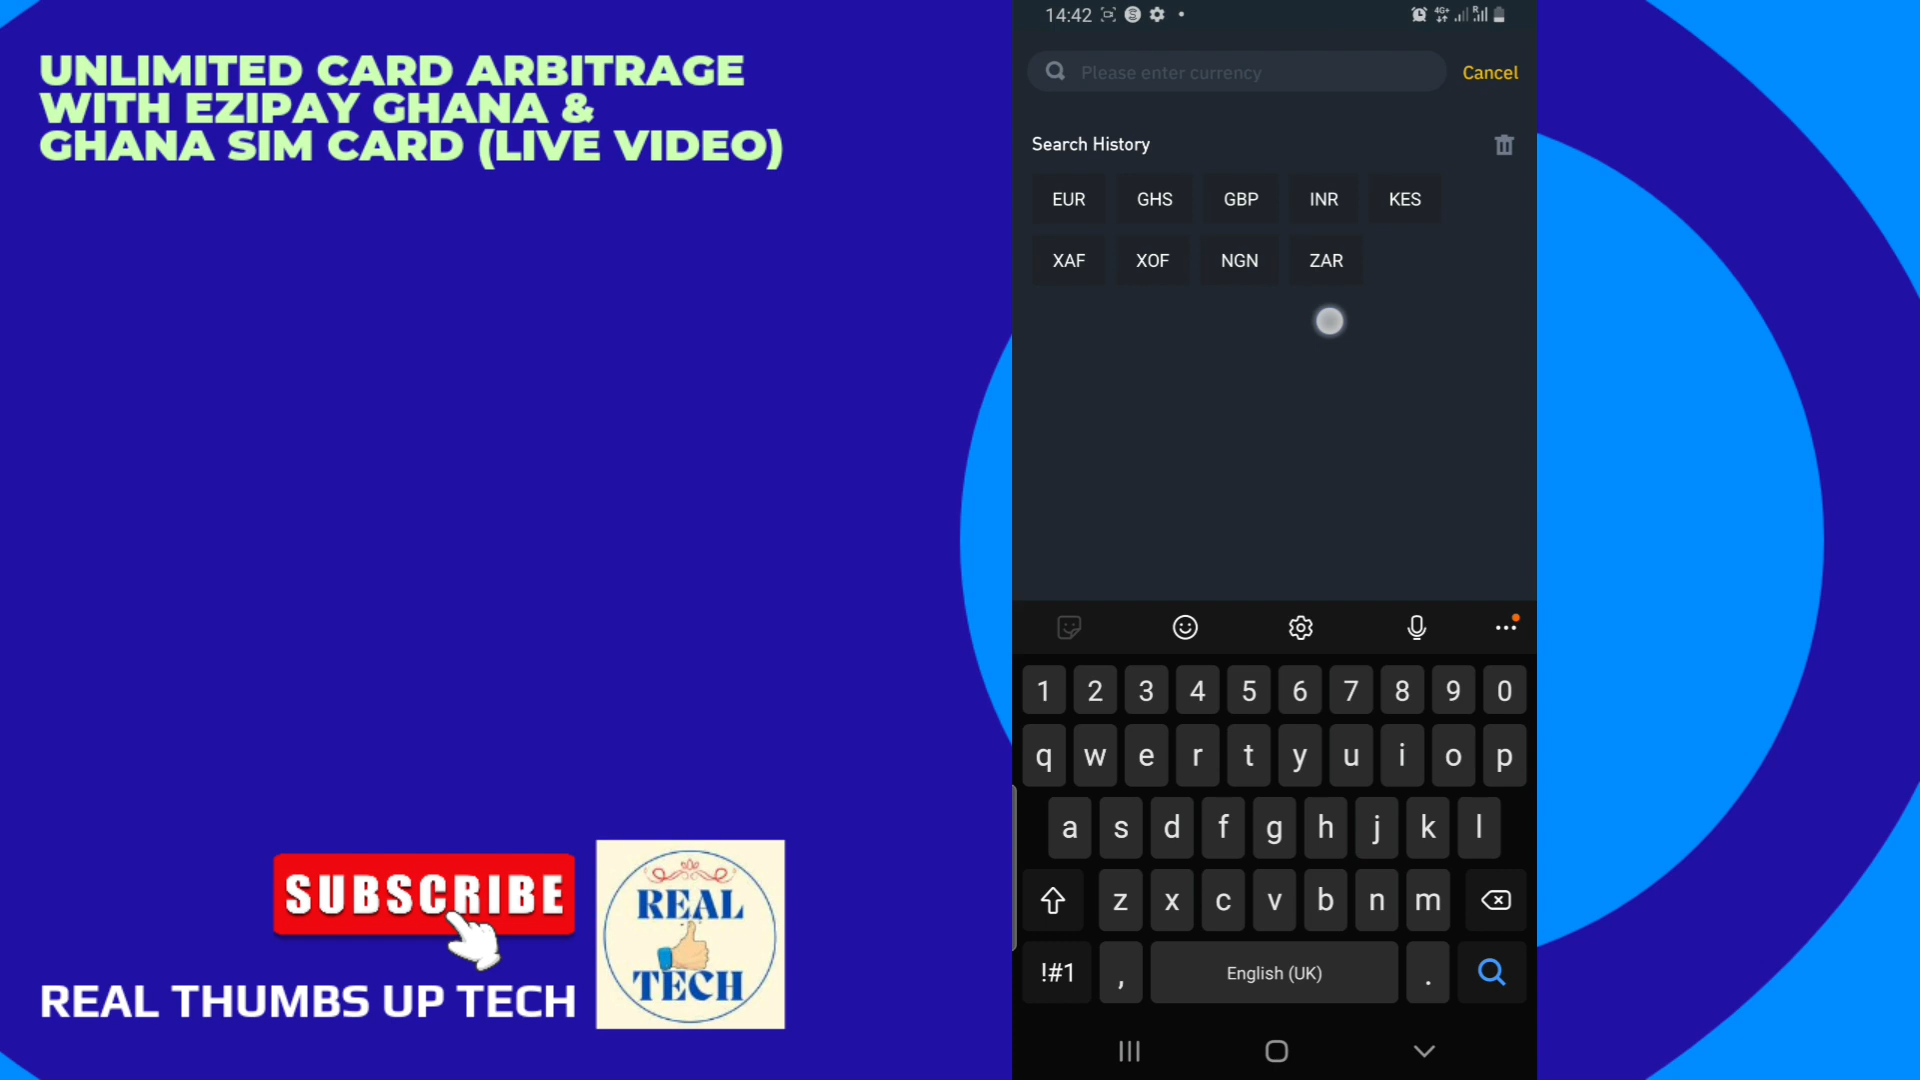 UNLIMITED CARD ARBITRAGE
WITH EZIPAY GHANA &
GHANA SIM CARD (LIVE VIDEO)
SUBSCRIBE
REAL THUMBS UP TECH
REAL
TECH
14:42
4G+
R
Please enter currency
Cancel
Search History
EUR GHS GBP INR KES
XAF XOF NGN ZAR
1 2 3 4 5 6 7 8 9 0
q w e r t y u i o p
a s d f g h j k l
z x c v b n m
!#1 , English (UK) .